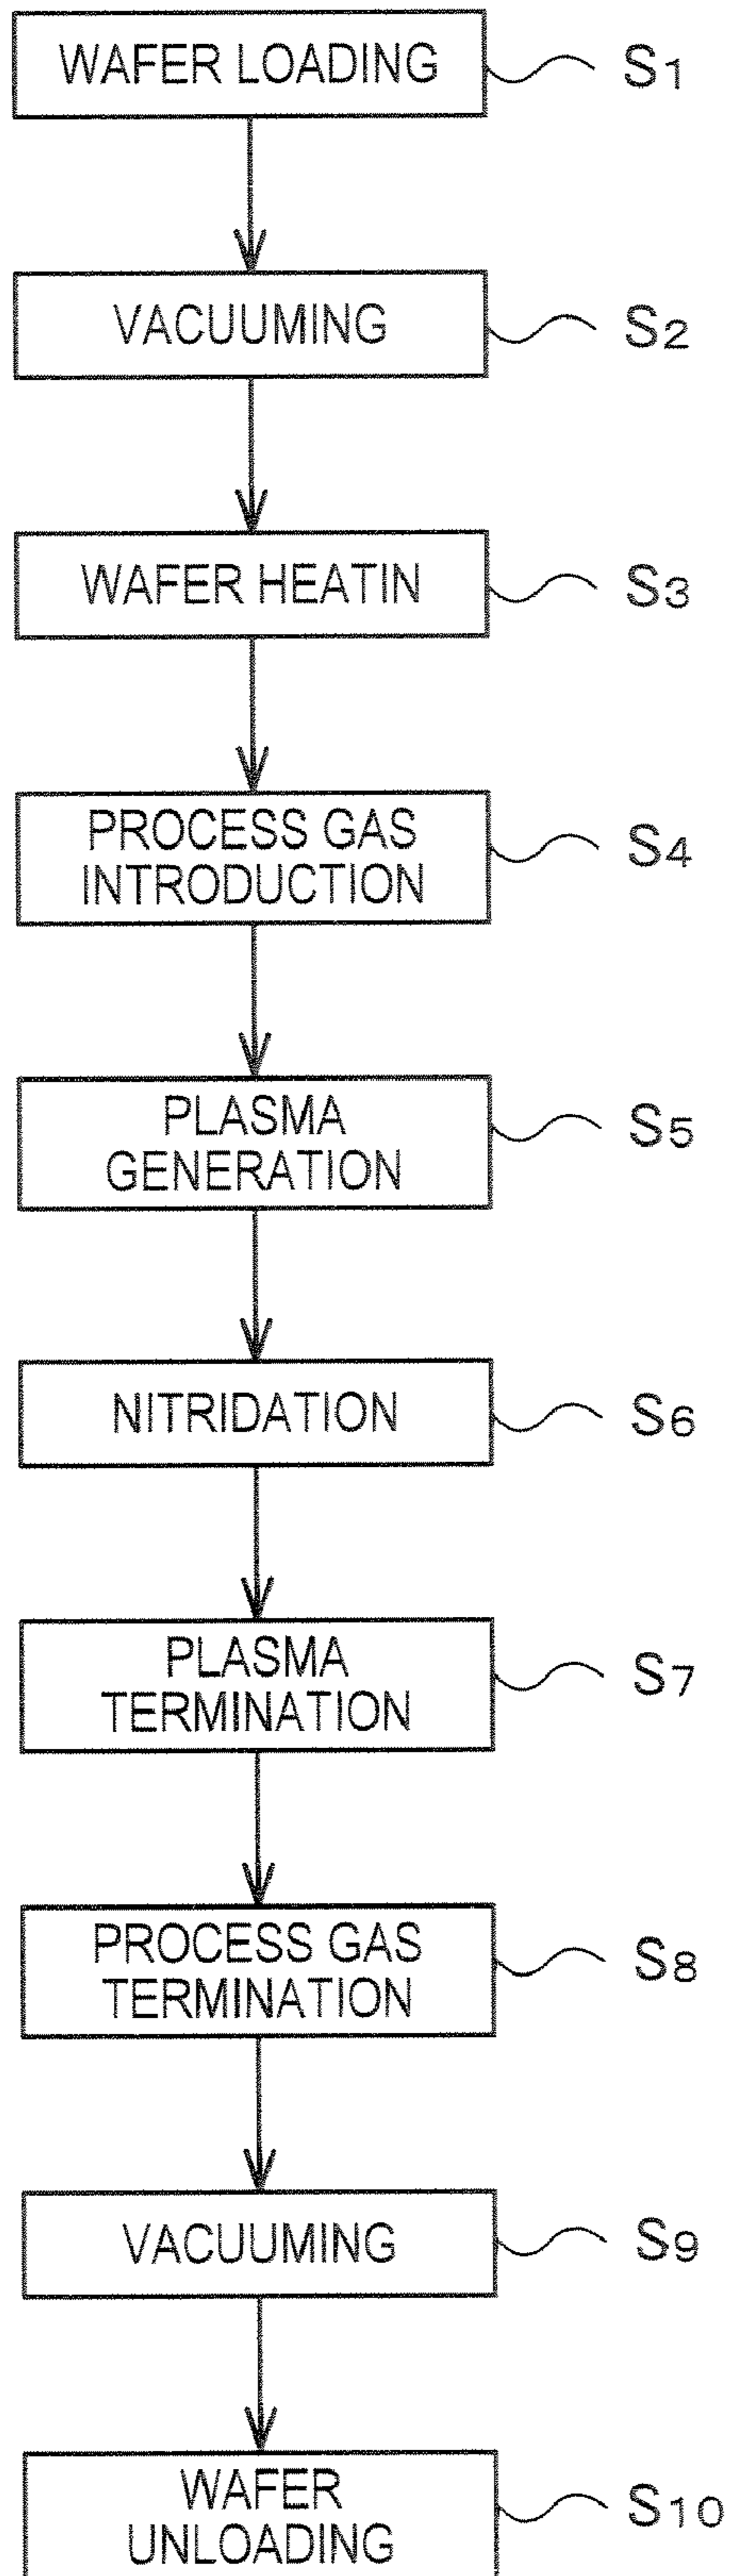 WAFER LOADING S1
VACUUMING S2
WAFER HEATIN S3
PROCESS GAS
INTRODUCTION S4
PLASMA
GENERATION S5
NITRIDATION S6
PLASMA
TERMINATION S7
PROCESS GAS
TERMINATION S8
VACUUMING S9
WAFER
UNLOADING S10